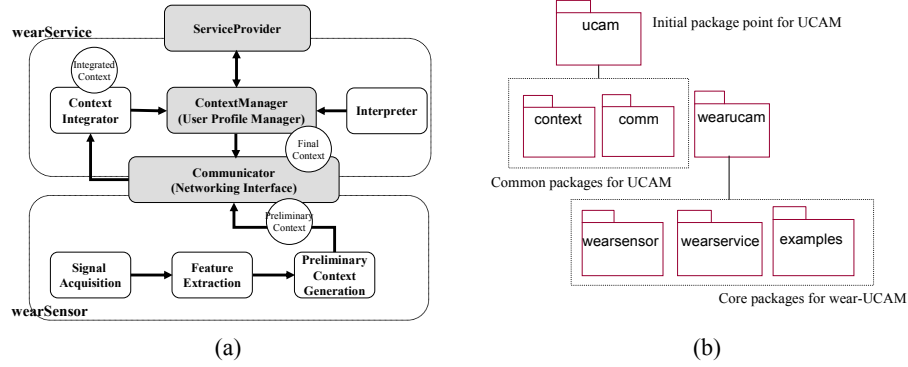 wearService
ServiceProvider
Integrated
Context
Context
Integrator
ContextManager
(User Profile Manager)
Interpreter
Final
Context
Communicator
(Networking Interface)
Preliminary
Context
Signal
Acquisition
Feature
Extraction
Preliminary
Context
Generation
wearSensor
(a)
ucam
Initial package point for UCAM
context
comm
wearucam
Common packages for UCAM
wearsensor
wearservice
examples
Core packages for wear-UCAM
(b)